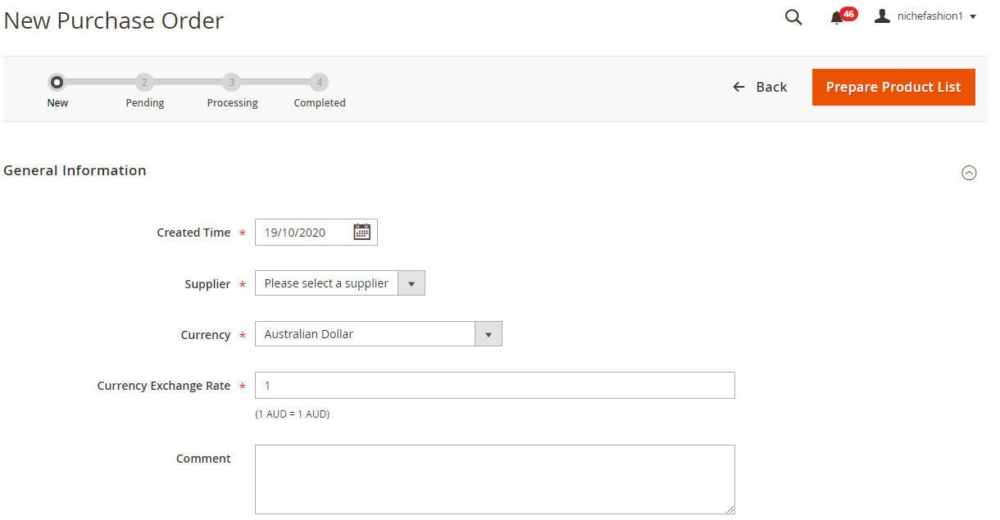 New Purchase Order
46
nichefashion1
2
3
4
New
Pending
Processing
Completed
Back
Prepare Product List
General Information
Created Time *
19/10/2020
Supplier *
Please select a supplier
Currency *
Australian Dollar
Currency Exchange Rate *
1
(1 AUD = 1 AUD)
Comment